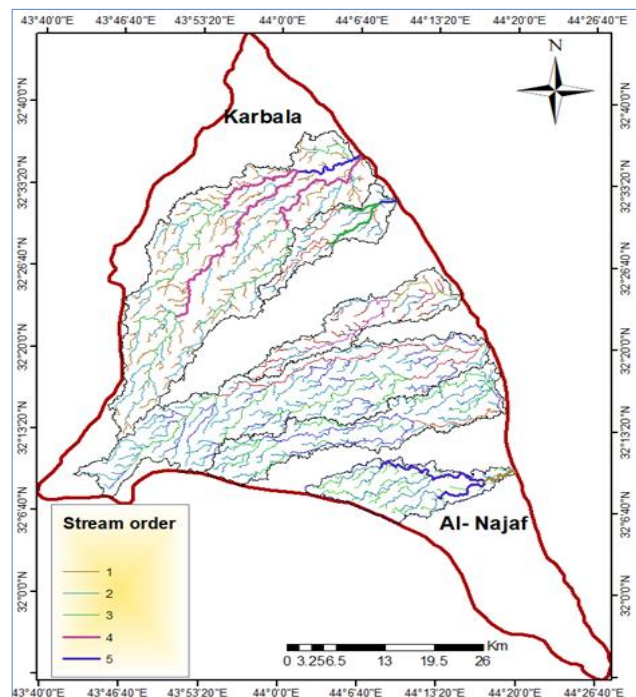 43°40'0"E 43°46'40"E 43°53'20"E 44°0'0"E 44°6'40"E 44°13'20"E 44°20'0"E 44°26'40"E
N
32°40'0"N 32°40'0"N
Karbala
32°33'20"N 32°33'20"N
32°26'40"N 32°26'40"N
32°20'0"N 32°20'0"N
32°13'20"N 32°13'20"N
32°6'40"N 32°6'40"N
Al- Najaf
Stream order
1
2
3
4
5
32°0'0"N 32°0'0"N
Km
0 3.256.5 13 19.5 26
43°40'0"E 43°46'40"E 43°53'20"E 44°0'0"E 44°6'40"E 44°13'20"E 44°20'0"E 44°26'40"E